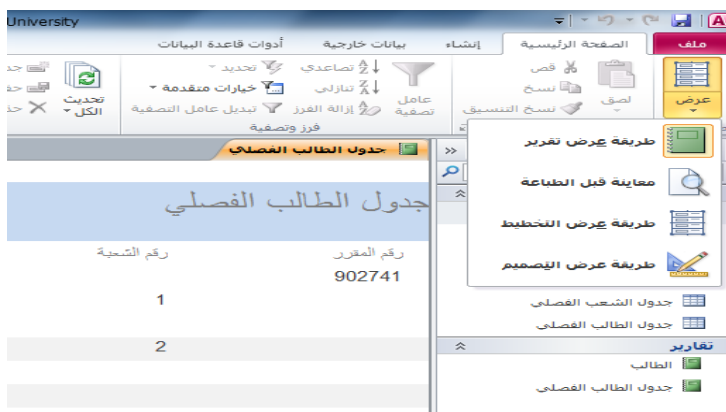 University
ملف
الصفحة الرئيسية
إنشاء
بيانات خارجية
أدوات قاعدة البيانات
عرض
لصق
قص
نسخ
نسخ التنسيق
عامل تصفية
تصاعدي
تنازلي
إزالة الفرز
تحديد
خيارات متقدمة
تبديل عامل التصفية
فرز وتصفية
تحديث الكل
طريقة عرض تقرير
معاينة قبل الطباعة
طريقة عرض التخطيط
طريقة عرض التصميم
جدول الشعب الفصلي
جدول الطالب الفصلي
تقارير
الطالب
جدول الطالب الفصلي
جدول الطالب الفصلي
جدول الطالب الفصلي
رقم المقرر
رقم الشعبة
902741
1
2